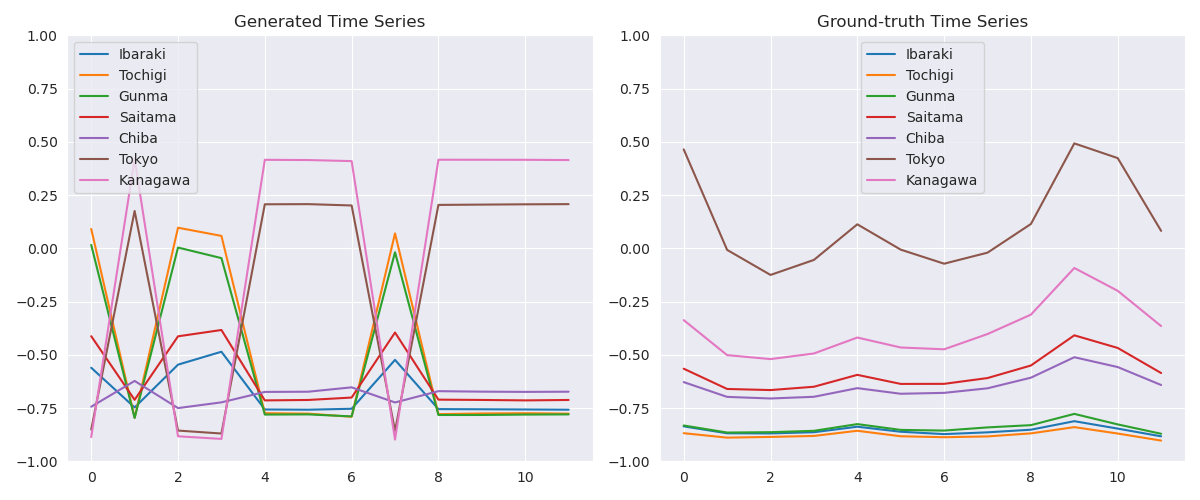 Generated Time Series
1.00
0.75
0.50
0.25
0.00
−0.25
−0.50
−0.75
−1.00
0
2
4
6
8
10
Ibaraki
Tochigi
Gunma
Saitama
Chiba
Tokyo
Kanagawa
Ground-truth Time Series
1.00
0.75
0.50
0.25
0.00
−0.25
−0.50
−0.75
−1.00
0
2
4
6
8
10
Ibaraki
Tochigi
Gunma
Saitama
Chiba
Tokyo
Kanagawa